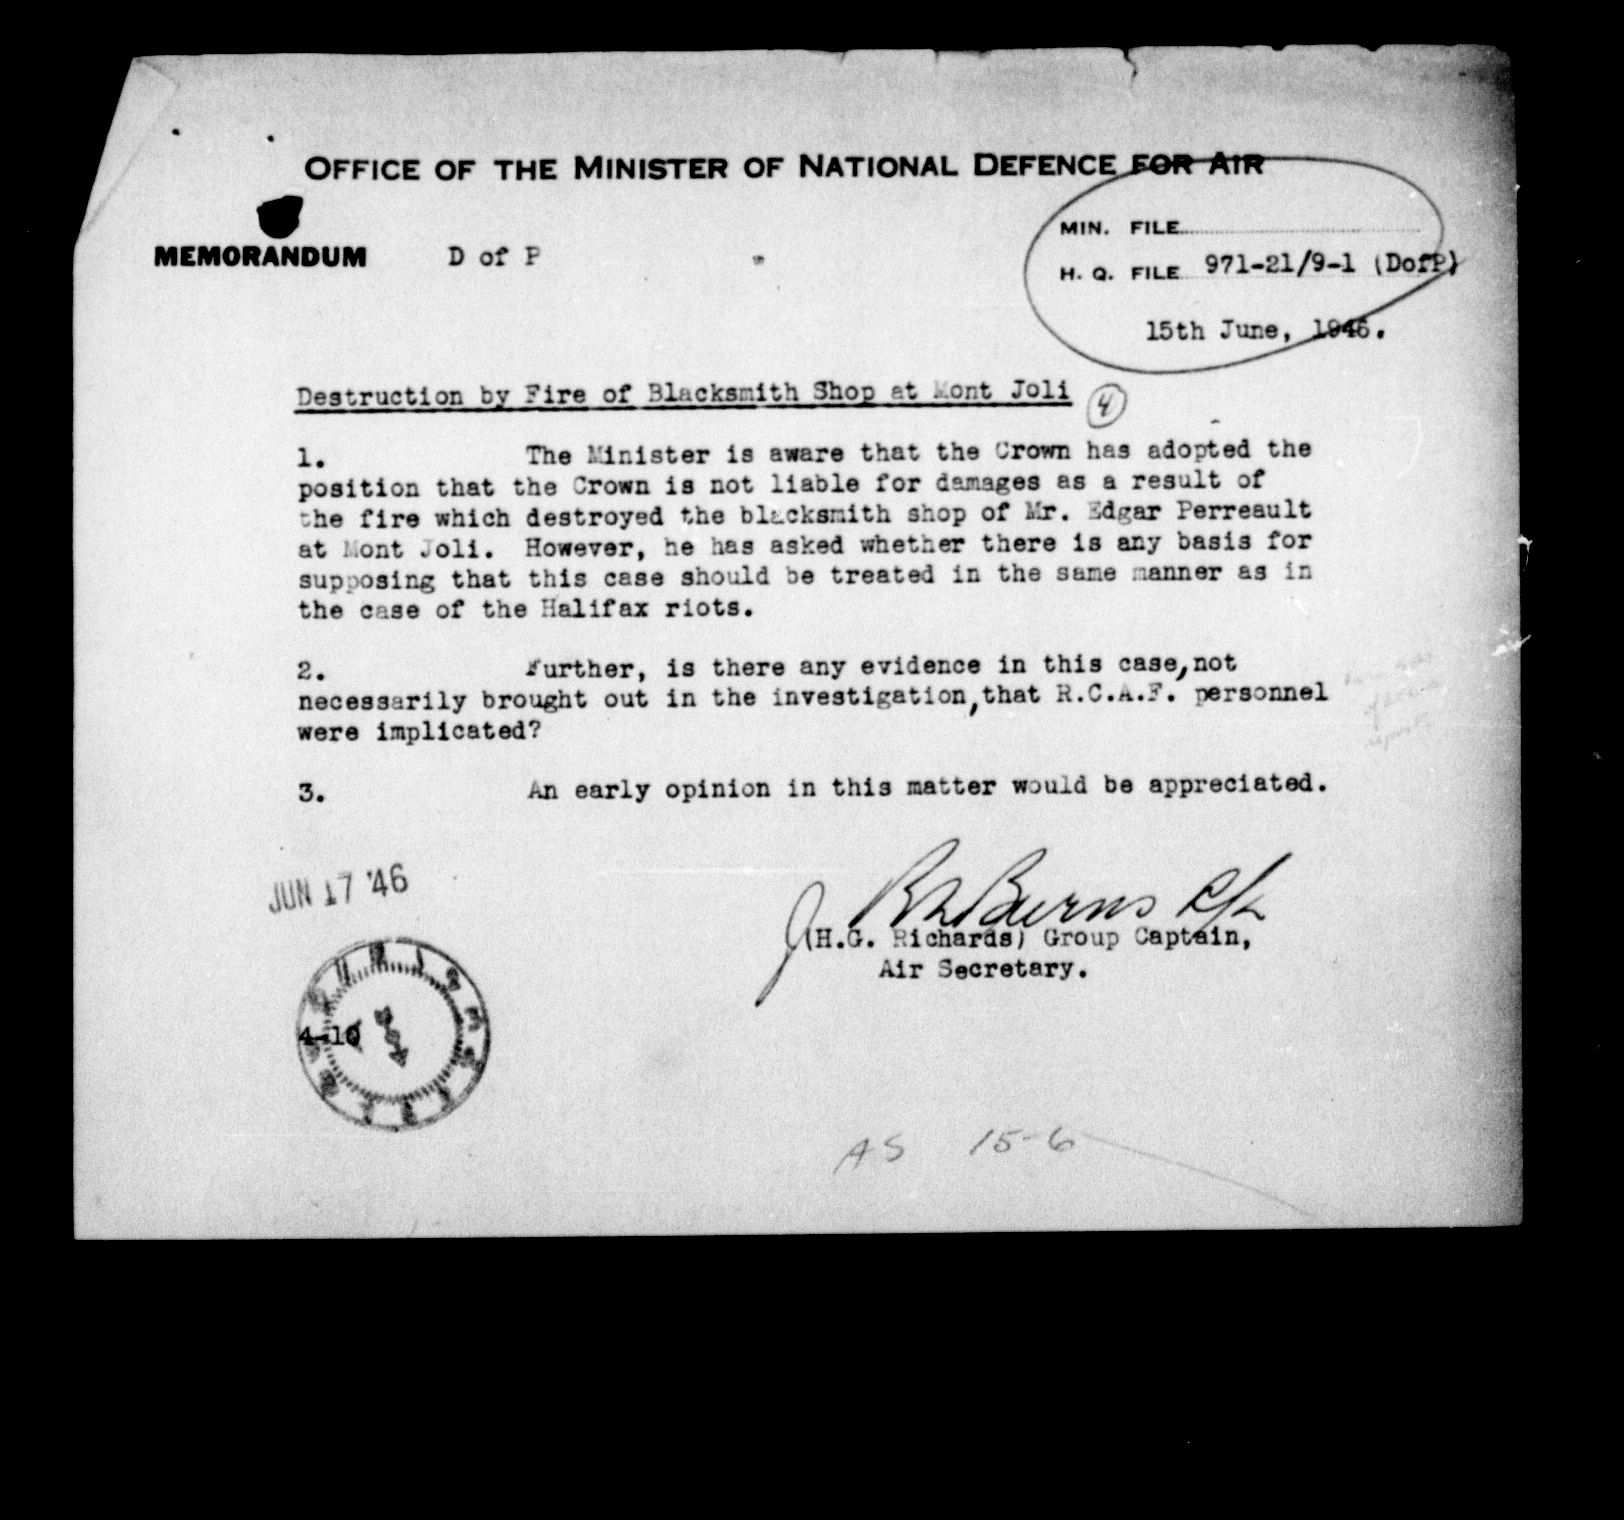 OFFICE OF THE MINISTER OF NATIONAL DEFENCE FOR AIR
MIN. FILE
MEMORANDUM D of P
H. Q. FILE 971-21/9-1 (DofP)
15th June, 1946.
Destruction by Fire of Blacksmith Shop at Mont Joli
4
1. The Minister is aware that the Crown has adopted the
position that the Crown is not liable for damages as a result of
the fire which destroyed the blacksmith shop of Mr. Edgar Perreault
at Mont Joli. However, he has asked whether there is any basis for
supposing that this case should be treated in the same manner as in
the case of the Halifax riots.
2. Further, is there any evidence in this case,not
necessarily brought out in the investigation,that R.C.A.F. personnel
were implicated?
3. An early opinion in this matter would be appreciated.
JUN 17 '46
Burns
(H.G. Richards) Group Captain,
Air Secretary.
4-10
AS 15-6